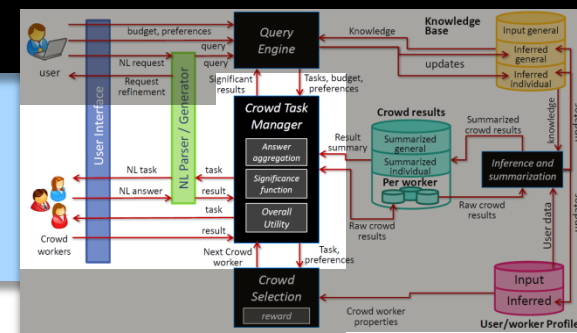 budget, preferences
query
NL request
query
Request
refinement
user
User Interface
NL Parser / Generator
Query
Engine
Knowledge
Base
Input general
Inferred
general
Inferred
individual
Knowledge
updates
Significant
results
Tasks, budget,
preferences
Crowd Task
Manager
Answer
aggregation
Significance
function
Overall
Utility
Result
summary
Crowd results
Summarized
general
Summarized
individual
Per worker
Summarized
crowd results
knowledge
updates
Inference and
summarization
Raw crowd
results
Raw crowd
results
User data
updates
NL task
task
NL answer
result
task
result
Crowd
workers
Next Crowd
worker
Task,
preferences
Crowd
Selection
reward
Crowd worker
properties
Input
Inferred
User/worker Profile